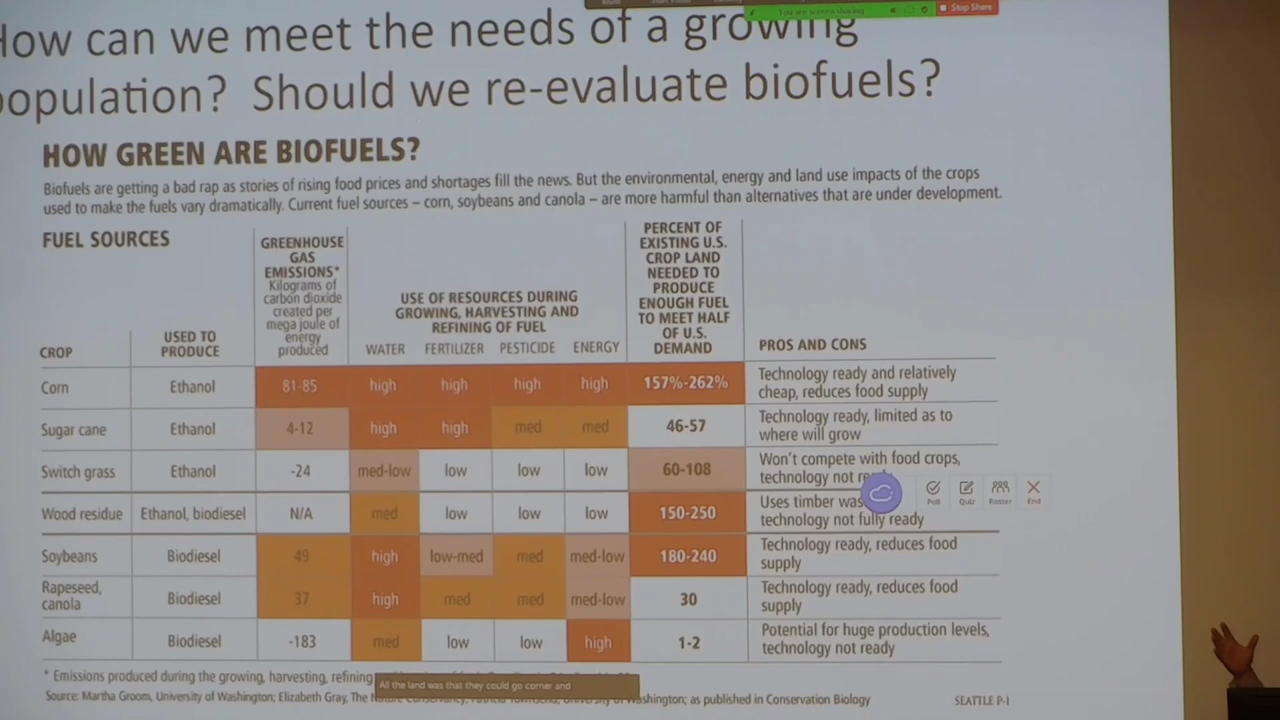 You are screen sharing Stop Share
How can we meet the needs of a growing
population? Should we re-evaluate biofuels?
HOW GREEN ARE BIOFUELS?
Biofuels are getting a bad rap as stories of rising food prices and shortages fill the news. But the environmental, energy and land use impacts of the crops
used to make the fuels vary dramatically. Current fuel sources – corn, soybeans and canola – are more harmful than alternatives that are under development.
FUEL SOURCES
GREENHOUSE
GAS
EMISSIONS*
Kilograms of
carbon dioxide
created per
mega joule of
energy
produced
USE OF RESOURCES DURING
GROWING, HARVESTING AND
REFINING OF FUEL
PERCENT OF
EXISTING U.S.
CROP LAND
NEEDED TO
PRODUCE
ENOUGH FUEL
TO MEET HALF
OF U.S.
DEMAND
CROP
USED TO
PRODUCE
WATER FERTILIZER PESTICIDE ENERGY
PROS AND CONS
Corn Ethanol 81-85 high high high high 157%-262% Technology ready and relatively
cheap, reduces food supply
Sugar cane Ethanol 4-12 high high med med 46-57 Technology ready, limited as to
where will grow
Switch grass Ethanol -24 med-low low low low 60-108 Won't compete with food crops,
technology not
Wood residue Ethanol, biodiesel N/A med low low low 150-250 Uses timber
technology not fully ready
Soybeans Biodiesel 49 high low-med med med-low 180-240 Technology ready, reduces food
supply
Rapeseed,
canola Biodiesel 37 high med med med-low 30 Technology ready, reduces food
supply
Algae Biodiesel -183 med low low high 1-2 Potential for huge production levels,
technology not ready
Poll Quiz Roster End
* Emissions produced during the growing, harvesting, refining
All the land was that they could go corner and
Source: Martha Groom, University of Washington; Elizabeth Gray, The Washington; as published in Conservation Biology
SEATTLE P-I